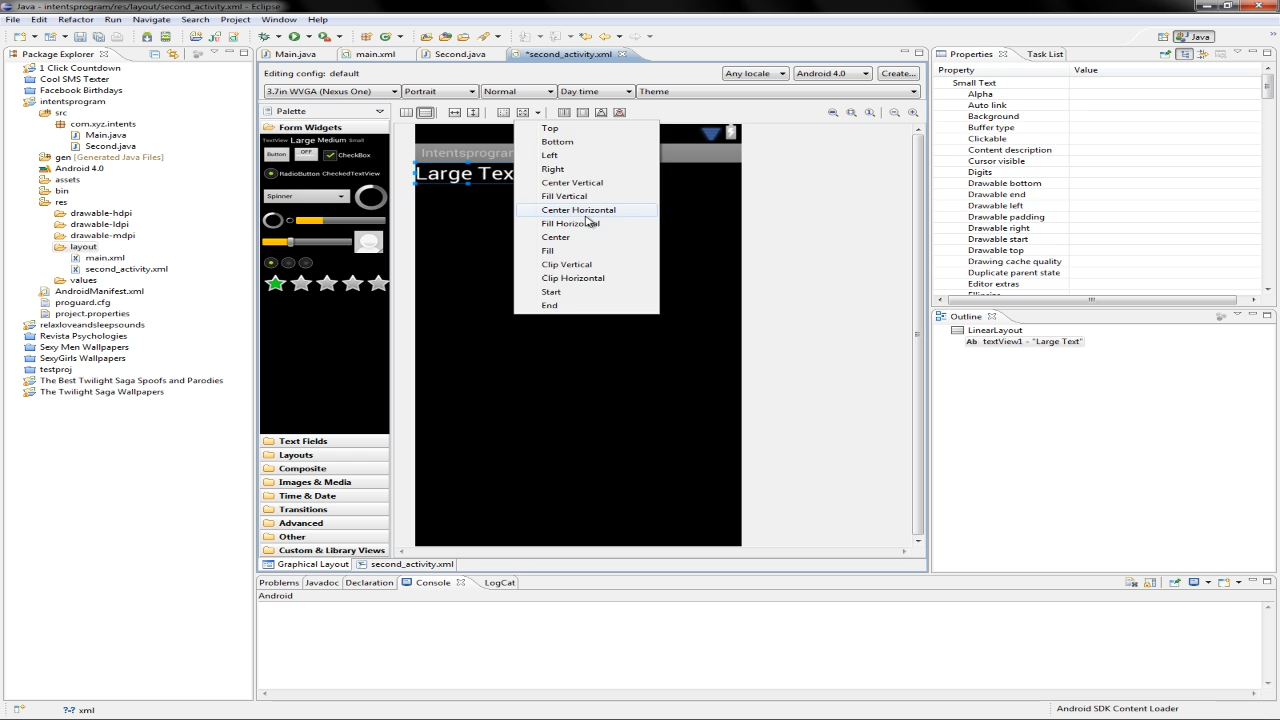 Java - intentsprogram/res/layout/second_activity.xml - Eclipse
File Edit Refactor Run Navigate Search Project Window Help
Java
Package Explorer
1 Click Countdown
Cool SMS Texter
Facebook Birthdays
intentsprogram
src
com.xyz.intents
Main.java
Second.java
gen [Generated Java Files]
Android 4.0
assets
bin
res
drawable-hdpi
drawable-ldpi
drawable-mdpi
layout
main.xml
second_activity.xml
values
AndroidManifest.xml
proguard.cfg
project.properties
relaxloveandsleepsounds
Revista Psychologies
Sexy Men Wallpapers
SexyGirls Wallpapers
testproj
The Best Twilight Saga Spoofs and Parodies
The Twilight Saga Wallpapers
Main.java main.xml Second.java *second_activity.xml
Editing config: default Any locale Android 4.0 Create...
3.7in WVGA (Nexus One) Portrait Normal Day time Theme
Palette
Form Widgets
TextView Large Medium Small
Button OFF CheckBox
RadioButton CheckedTextView
Spinner
Text Fields
Layouts
Composite
Images & Media
Time & Date
Transitions
Advanced
Other
Custom & Library Views
Intentsprogram
Large Tex
Top
Bottom
Left
Right
Center Vertical
Fill Vertical
Center Horizontal
Fill Horizontal
Center
Fill
Clip Vertical
Clip Horizontal
Start
End
Graphical Layout second_activity.xml
Properties Task List
Property Value
Small Text
Alpha
Auto link
Background
Buffer type
Clickable
Content description
Cursor visible
Digits
Drawable bottom
Drawable end
Drawable left
Drawable padding
Drawable right
Drawable start
Drawable top
Drawing cache quality
Duplicate parent state
Editor extras
Outline
LinearLayout
Ab textView1 - "Large Text"
Problems Javadoc Declaration Console LogCat
Android
xml
Android SDK Content Loader